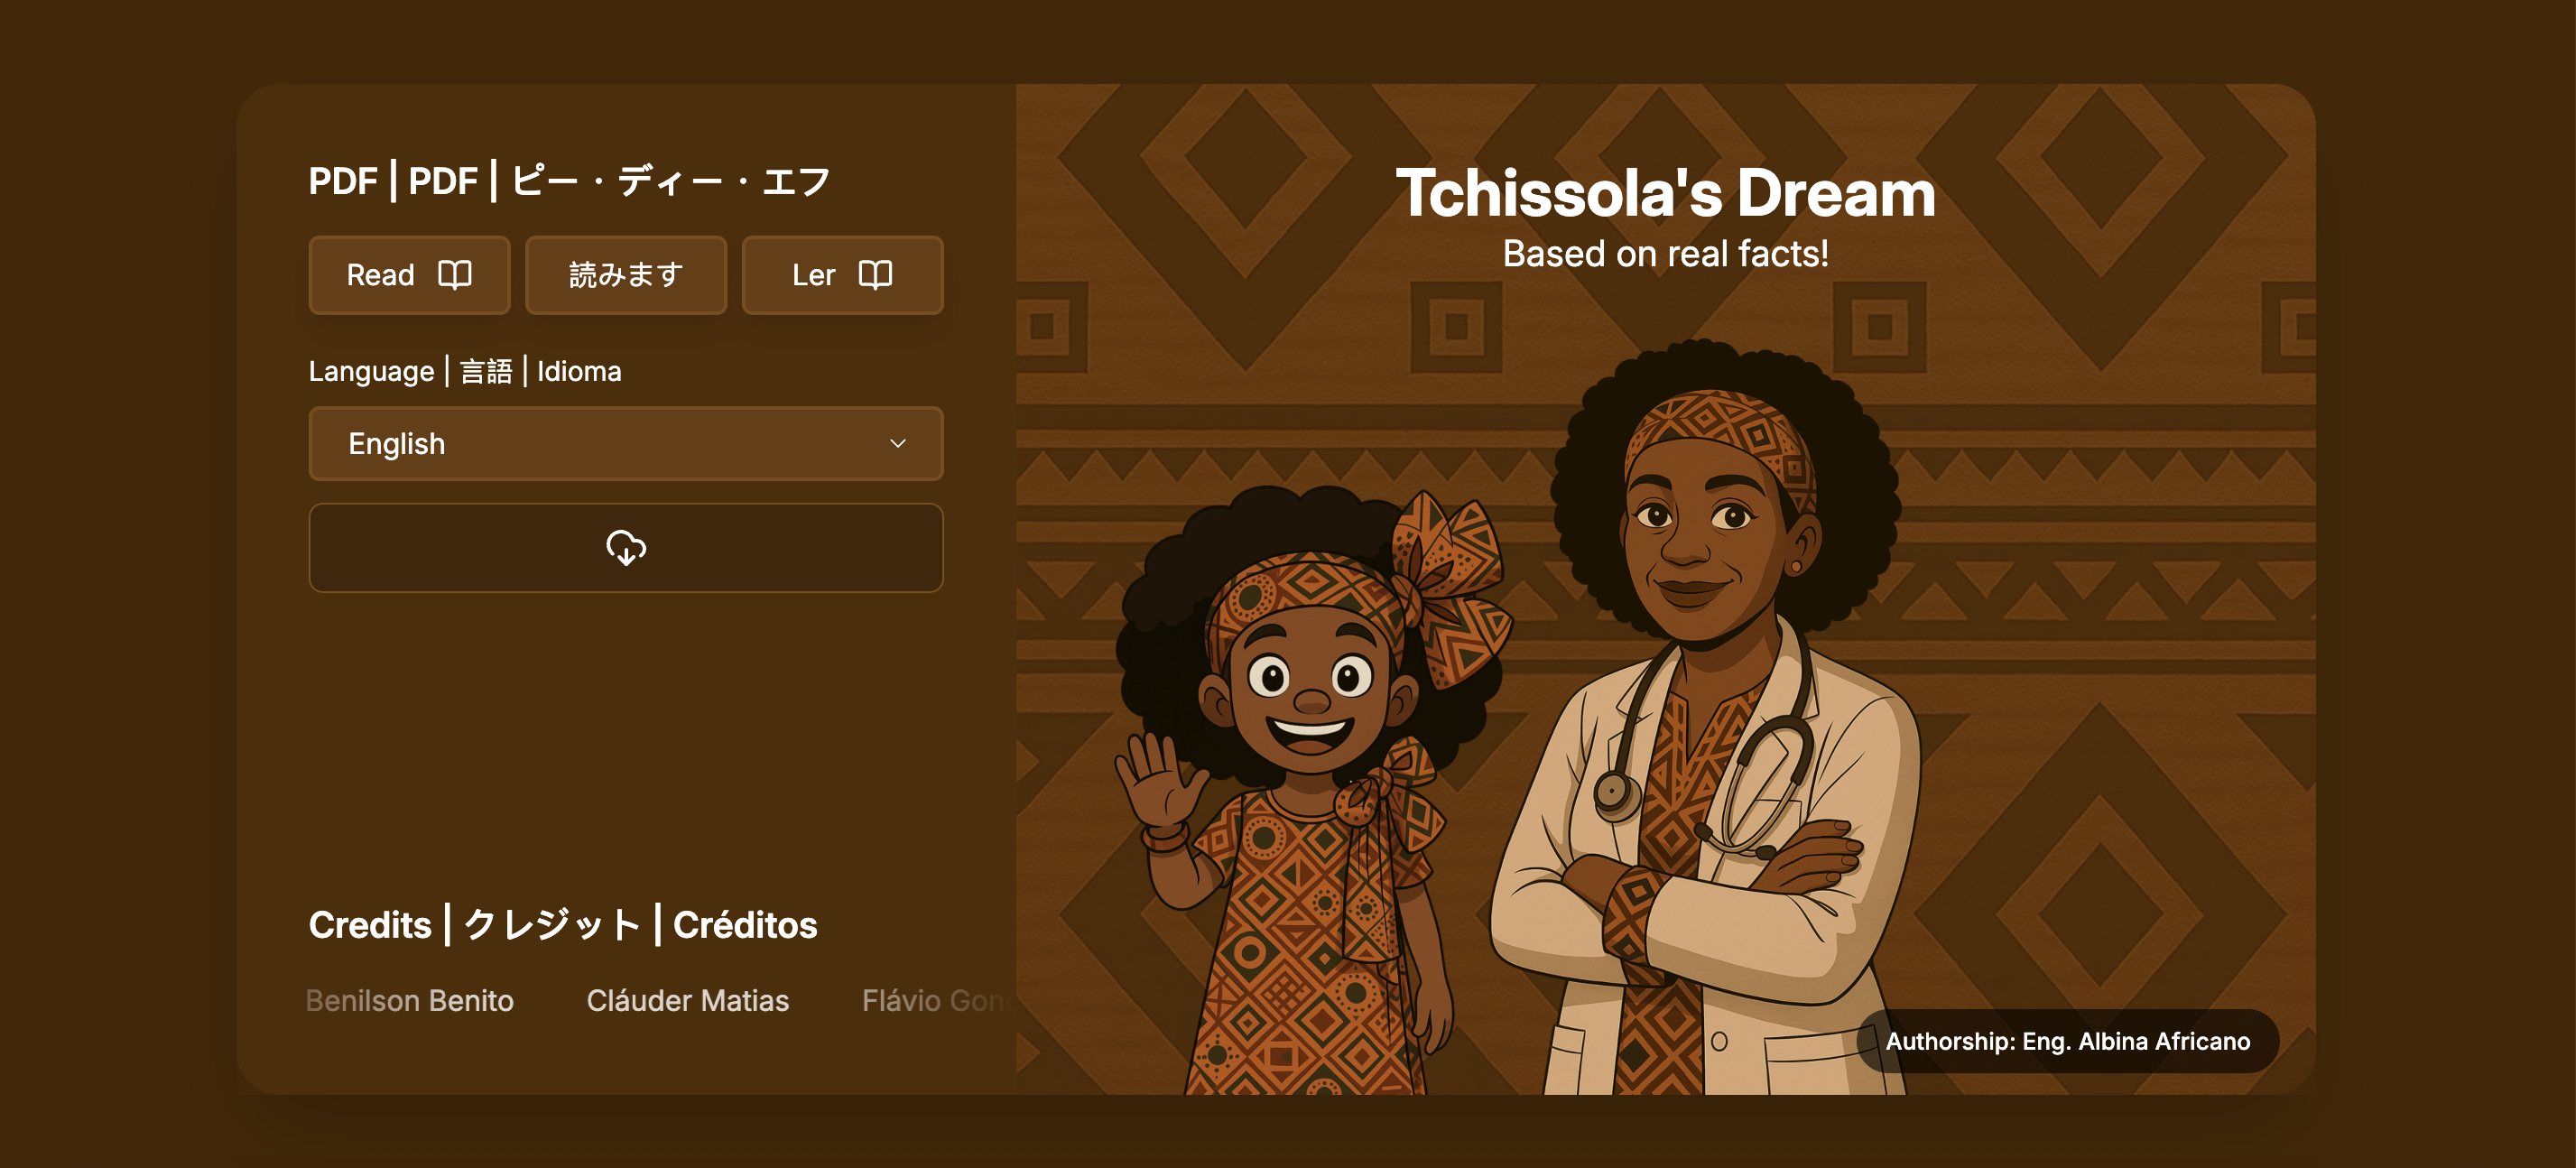 PDF | PDF | ピー・ディー・エフ
Read
読みます
Ler
Language | 言語 | Idioma
English
Credits | クレジット | Créditos
Benilson Benito
Cláuder Matias
Flávio
Tchissola's Dream
Based on real facts!
Authorship: Eng. Albina Africano